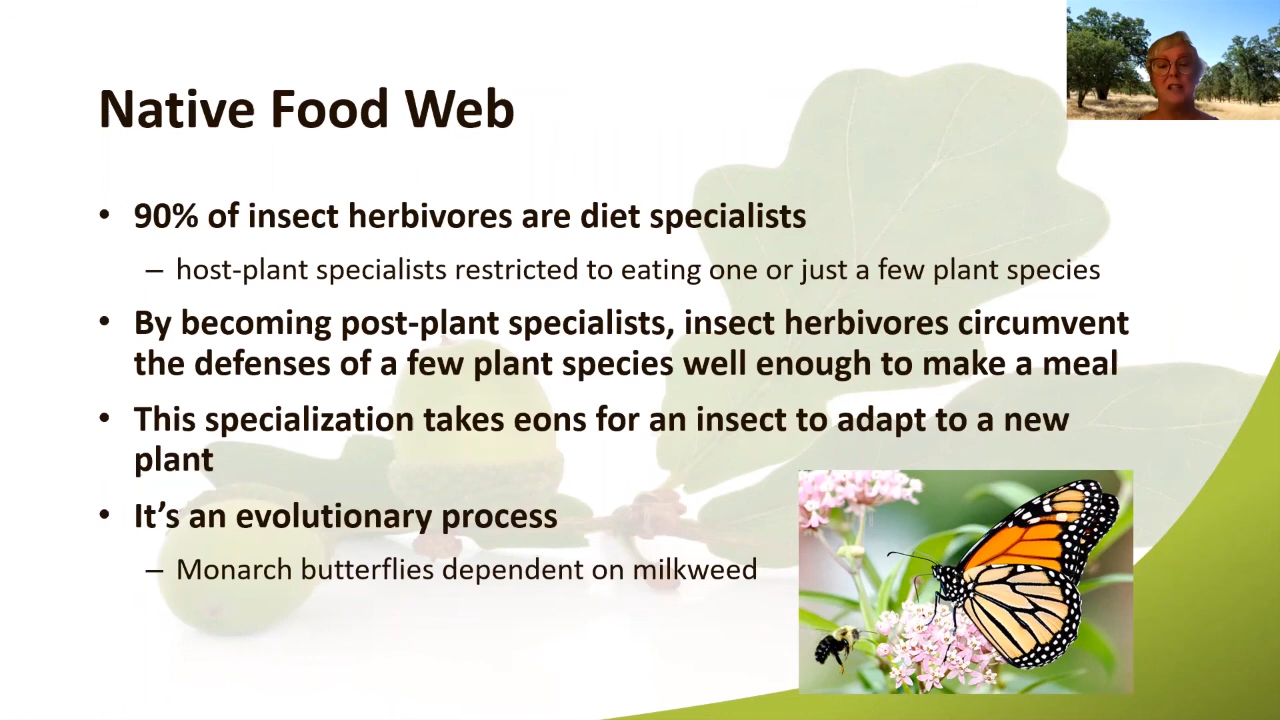 Native Food Web
• 90% of insect herbivores are diet specialists
– host-plant specialists restricted to eating one or just a few plant species
• By becoming post-plant specialists, insect herbivores circumvent
the defenses of a few plant species well enough to make a meal
• This specialization takes eons for an insect to adapt to a new
plant
• It’s an evolutionary process
– Monarch butterflies dependent on milkweed